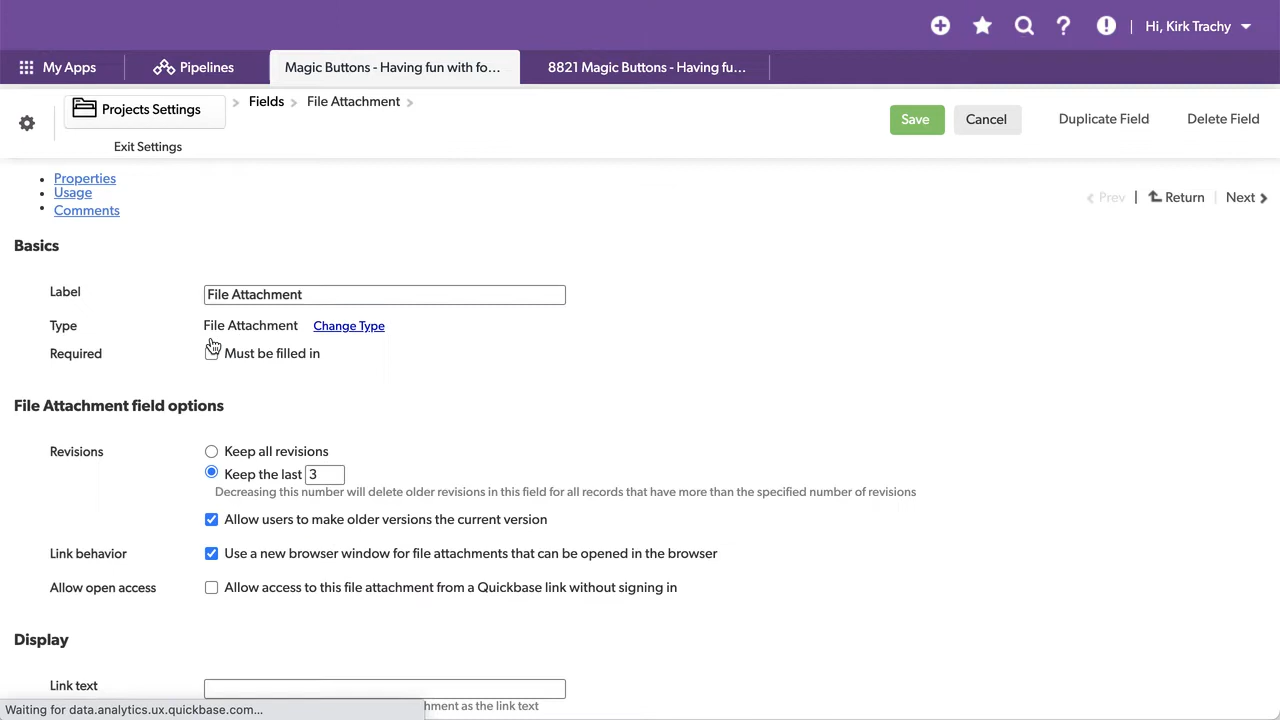 Hi, Kirk Trachy
My Apps
Pipelines
Magic Buttons - Having fun with fo...
8821 Magic Buttons - Having fu...
Projects Settings
Fields
File Attachment
Save
Cancel
Duplicate Field
Delete Field
Exit Settings
Properties
Usage
Comments
Prev
Return
Next
Basics
Label
File Attachment
Type
File Attachment
Change Type
Required
Must be filled in
File Attachment field options
Revisions
Keep all revisions
Keep the last 3
Decreasing this number will delete older revisions in this field for all records that have more than the specified number of revisions
Allow users to make older versions the current version
Link behavior
Use a new browser window for file attachments that can be opened in the browser
Allow open access
Allow access to this file attachment from a Quickbase link without signing in
Display
Link text
Waiting for data.analytics.ux.quickbase.com...
hment as the link text